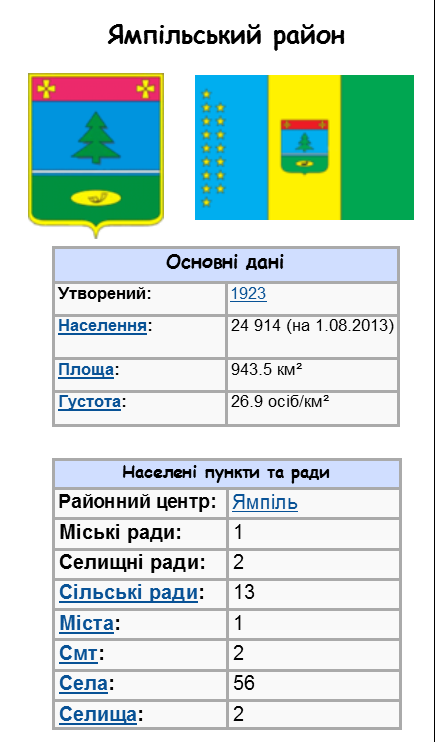 Ямпільський район
Основні дані
Утворений: 1923
Населення: 24 914 (на 1.08.2013)
Площа: 943.5 км²
Густота: 26.9 осіб/км²
Населені пункти та ради
Районний центр: Ямпіль
Міські ради: 1
Селищні ради: 2
Сільські ради: 13
Міста: 1
Смт: 2
Села: 56
Селища: 2